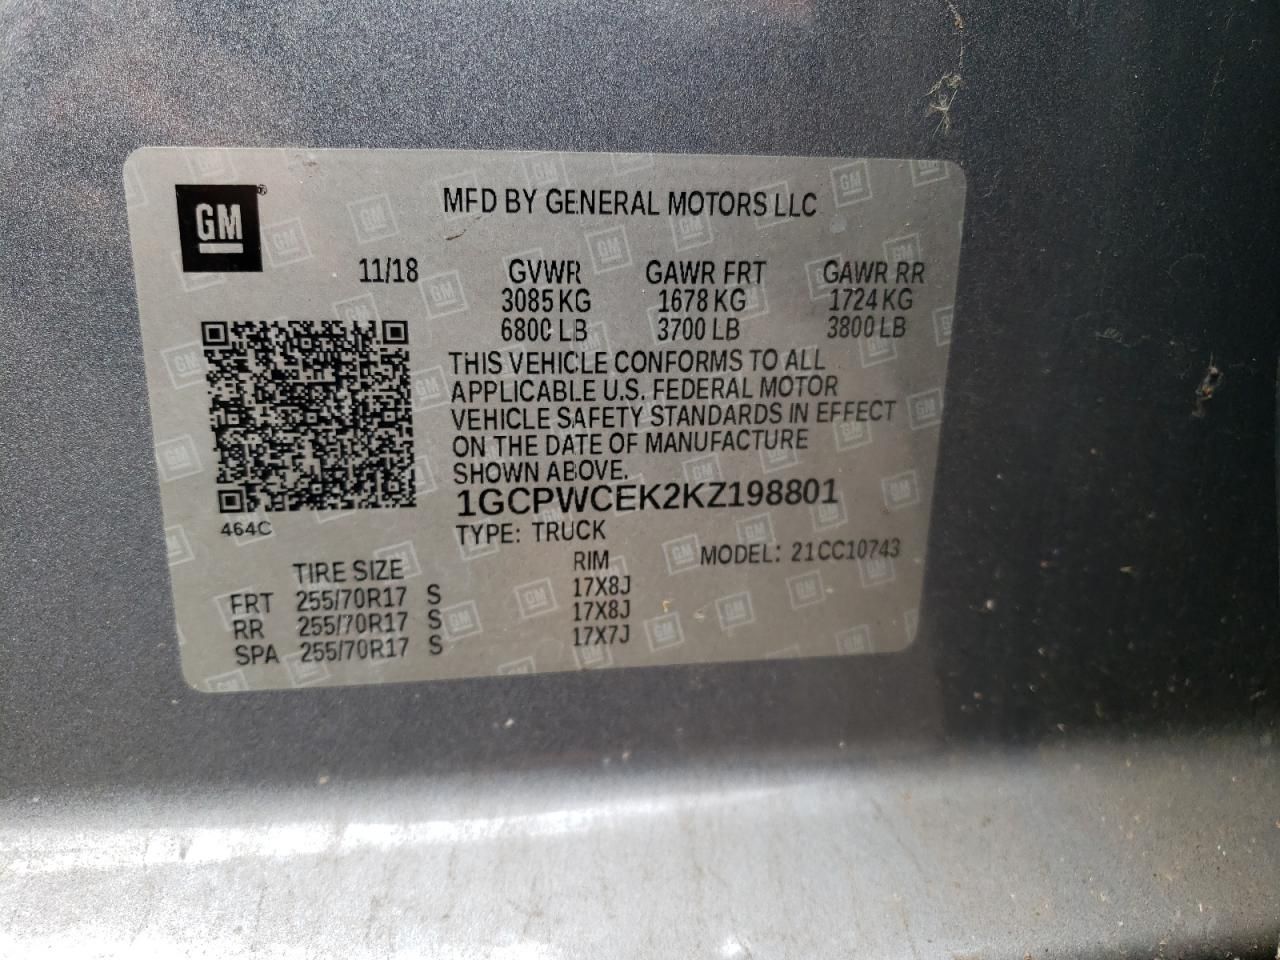 GM®
MFD BY GENERAL MOTORS LLC
11/18 GVWR GAWR FRT GAWR RR
3085 KG 1678 KG 1724 KG
6800 LB 3700 LB 3800 LB
THIS VEHICLE CONFORMS TO ALL
APPLICABLE U.S. FEDERAL MOTOR
VEHICLE SAFETY STANDARDS IN EFFECT
ON THE DATE OF MANUFACTURE
SHOWN ABOVE.
1GCPWCEK2KZ198801
464C
TYPE: TRUCK
MODEL: 21CC10743
TIRE SIZE RIM
FRT 255/70R17 S 17X8J
RR 255/70R17 S 17X8J
SPA 255/70R17 S 17X7J